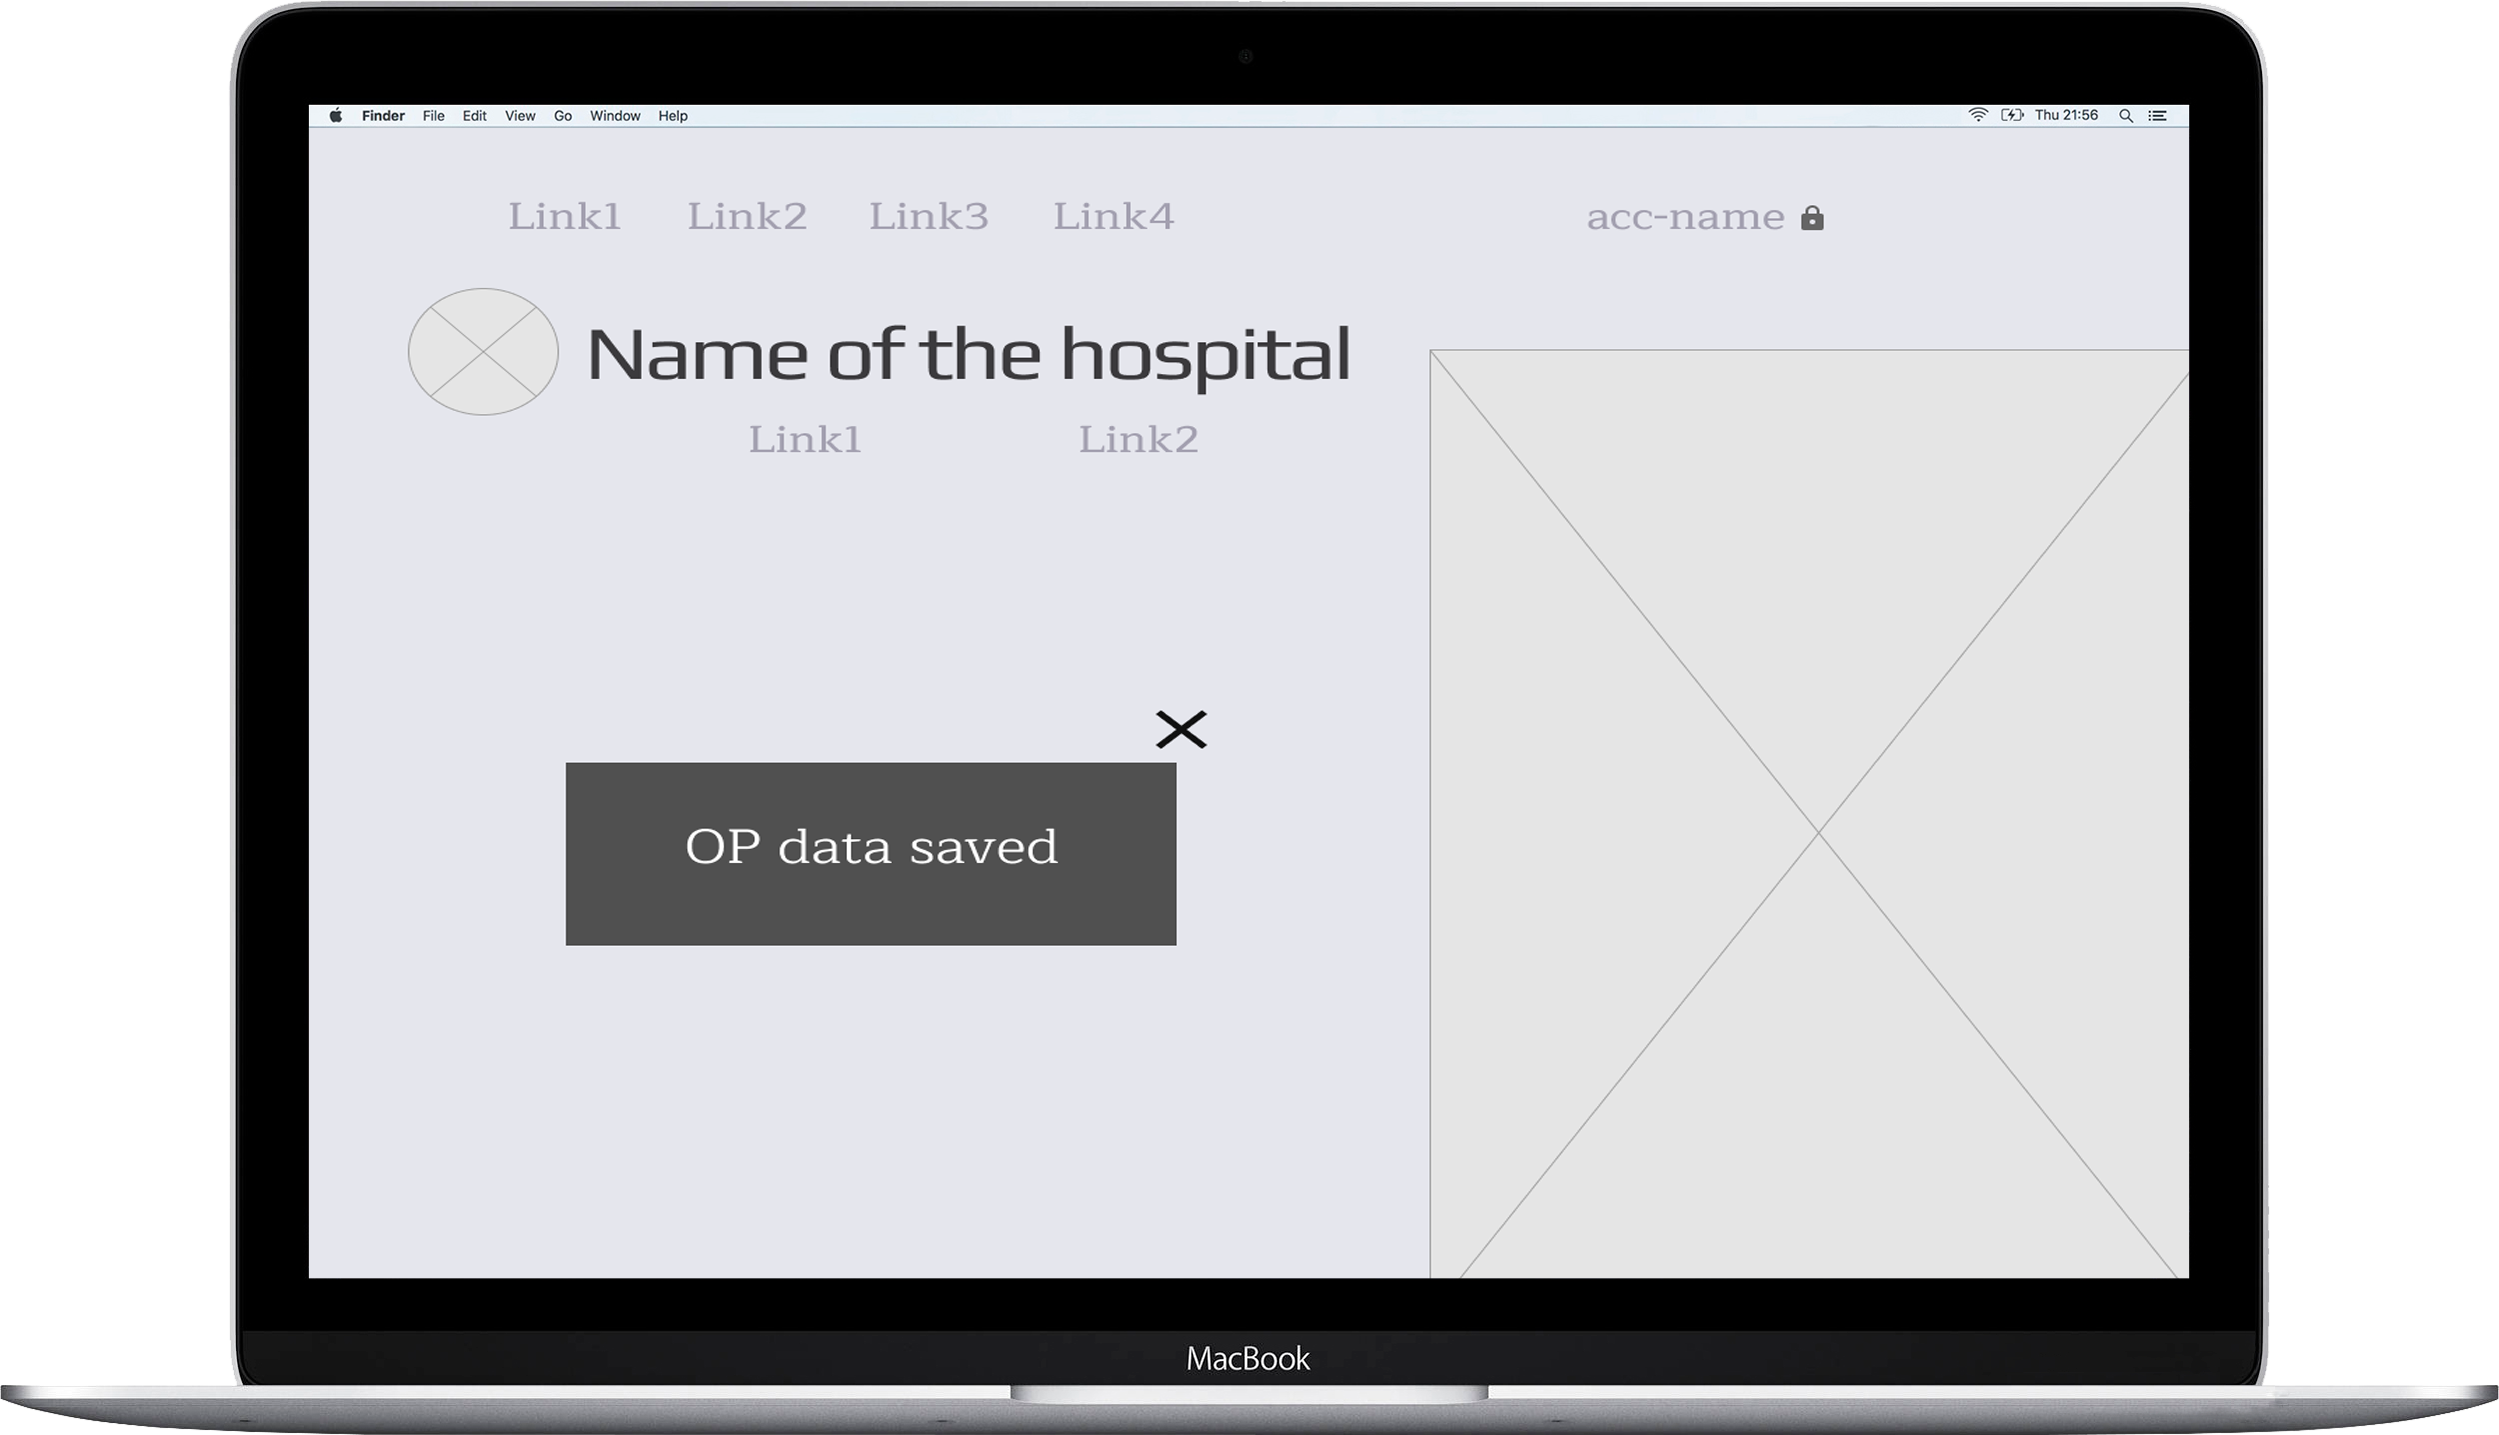 Finder File Edit View Go Window Help Thu 21:56
Link1 Link2 Link3 Link4 acc-name
Name of the hospital
Link1 Link2
OP data saved
MacBook